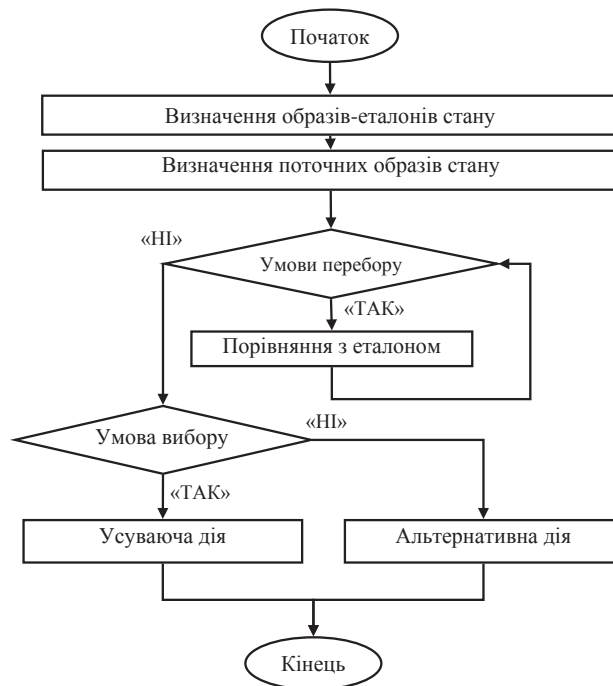 Початок
Визначення образів-еталонів стану
Визначення поточних образів стану
«НІ»
Умови перебору
«ТАК»
Порівняння з еталоном
Умова вибору
«НІ»
«ТАК»
Усуваюча дія
Альтернативна дія
Кінець